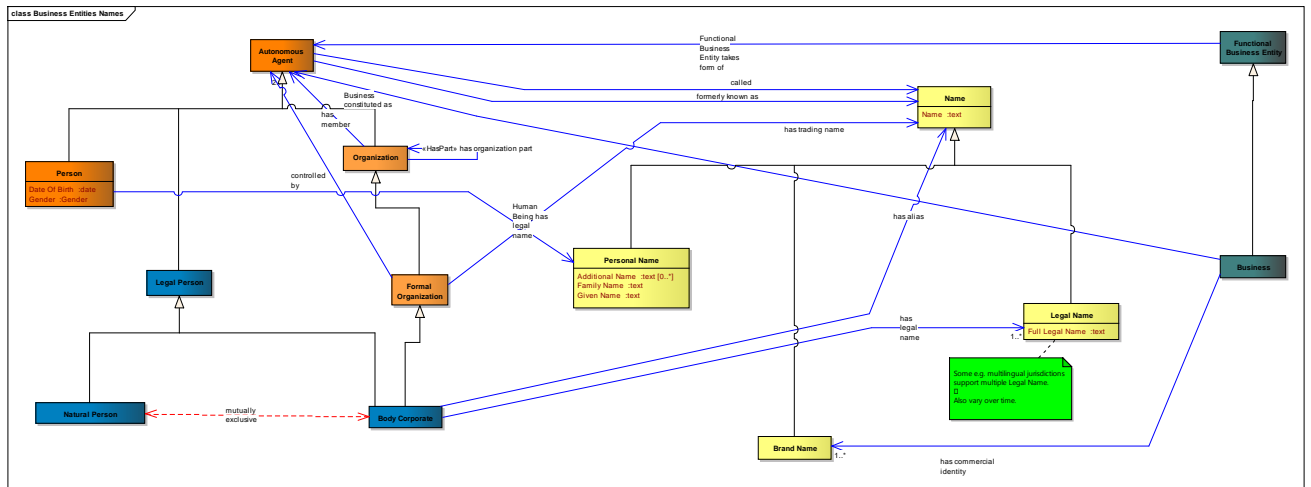 class Business Entities Names
Autonomous
Agent
Functional
Business
Entity takes
form of
Functional
Business Entity
called
formerly known as
Name
Name :text
Business
constituted as
has
member
has trading name
Organization
«HasPart» has organization part
Person
Date Of Birth :date
Gender :Gender
controlled
by
Human
Being has
legal
name
has alias
Personal Name
Additional Name :text [0..*]
Family Name :text
Given Name :text
Business
Legal Person
Formal
Organization
has
legal
name
1..*
Legal Name
Full Legal Name :text
Some e.g. multilingual jurisdictions
support multiple Legal Name.
Also vary over time.
Natural Person
mutually
exclusive
Body Corporate
Brand Name
1..*
has commercial
identity